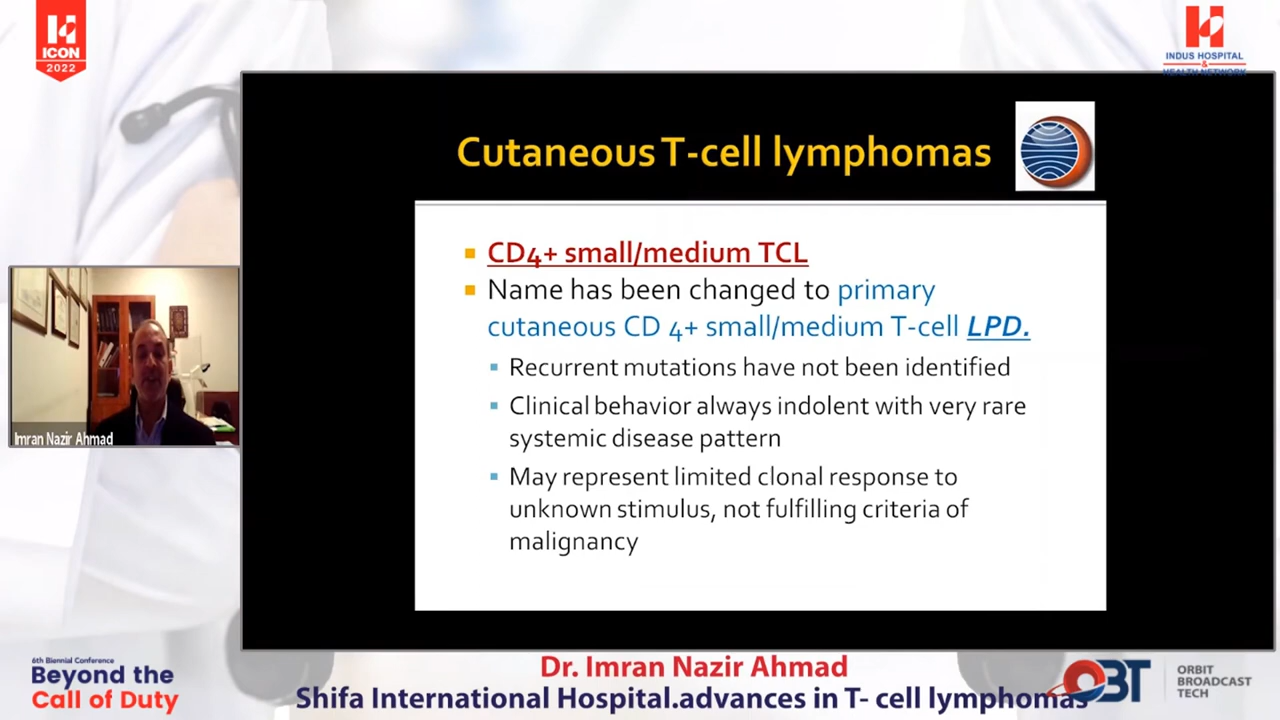 ICON
2022
INDUS HOSPITAL
&
HEALTH NETWORK
Cutaneous T-cell lymphomas
CD4+ small/medium TCL
Name has been changed to primary
cutaneous CD 4+ small/medium T-cell LPD.
Recurrent mutations have not been identified
Clinical behavior always indolent with very rare
systemic disease pattern
May represent limited clonal response to
unknown stimulus, not fulfilling criteria of
malignancy
Imran Nazir Ahmad
6th Biennial Conference
Beyond the
Call of Duty
Dr. Imran Nazir Ahmad
Shifa International Hospital.advances in T- cell lymphomas
OBT
ORBIT
BROADCAST
TECH